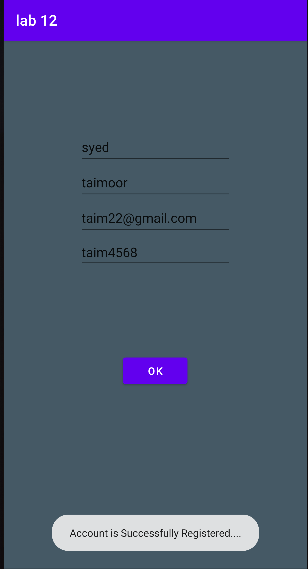 lab 12
syed
taimoor
taim22@gmail.com
taim4568
OK
Account is Successfully Registered....